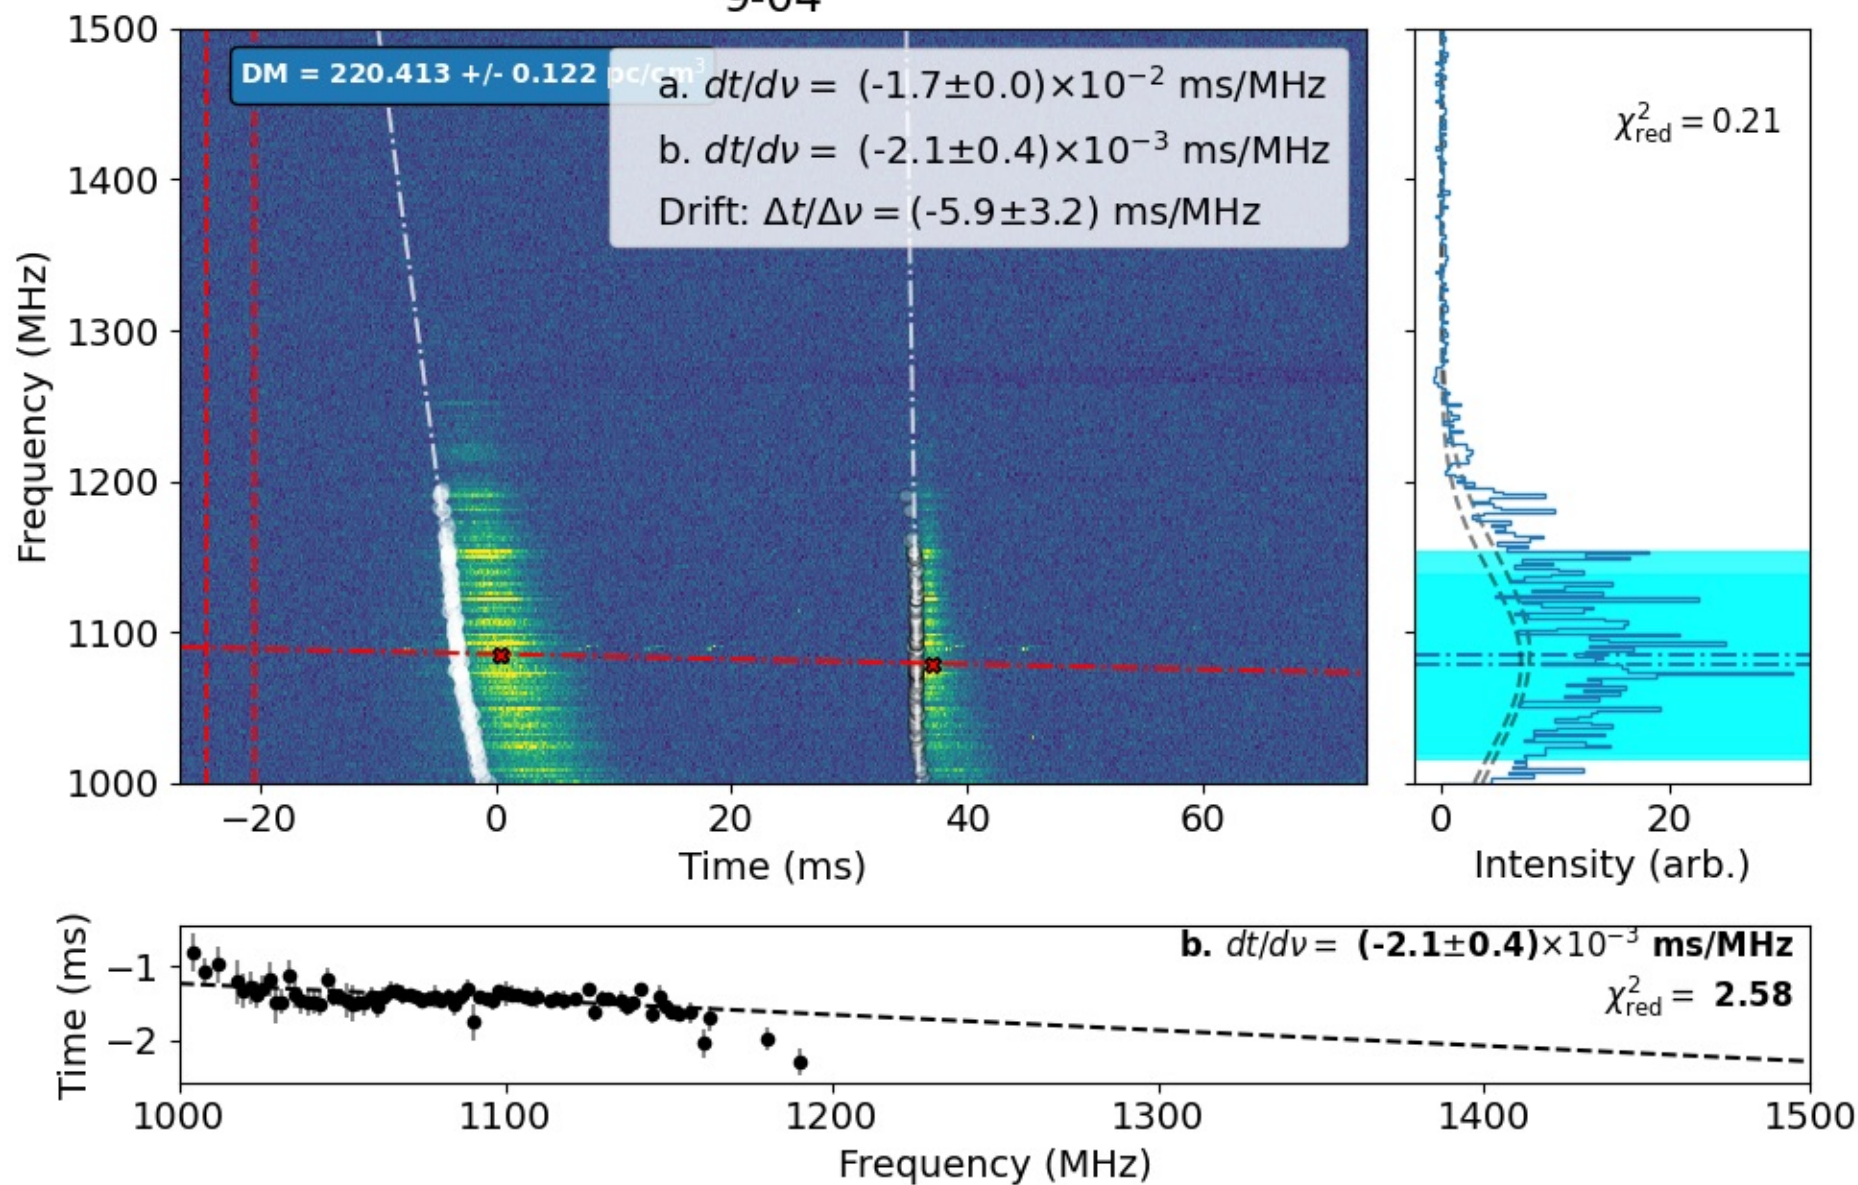 9-04
1500
1400
1300
1200
1100
1000
Frequency (MHz)
DM = 220.413 +/- 0.122 pc/cm³
a. dt/dν = (-1.7±0.0)×10⁻² ms/MHz
b. dt/dν = (-2.1±0.4)×10⁻³ ms/MHz
Drift: Δt/Δν = (-5.9±3.2) ms/MHz
−20 0 20 40 60
Time (ms)
χ²red = 0.21
0 20
Intensity (arb.)
Time (ms)
−1
−2
b. dt/dν = (-2.1±0.4)×10⁻³ ms/MHz
χ²red = 2.58
1000 1100 1200 1300 1400 1500
Frequency (MHz)